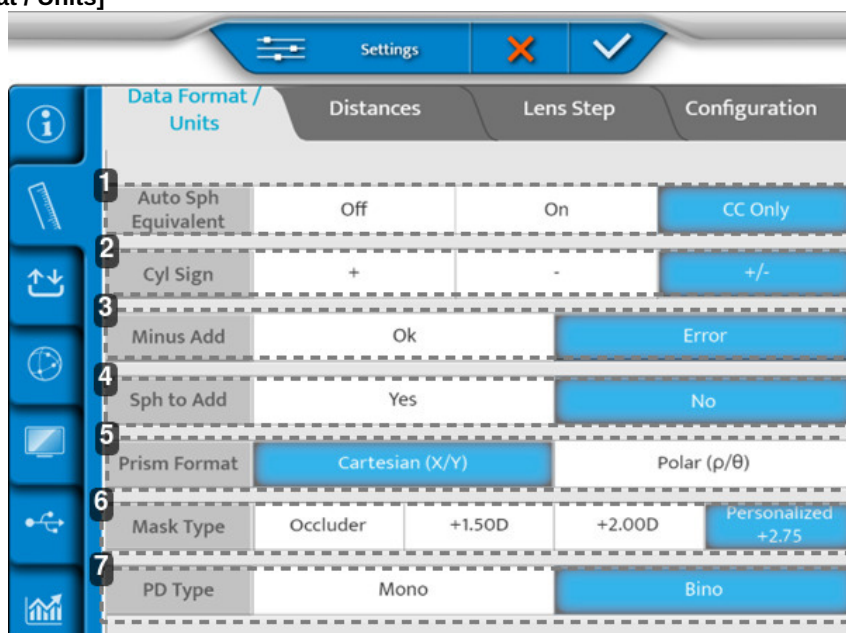 at / Units]
Settings
Data Format /
Units
Distances
Lens Step
Configuration
1
Auto Sph
Equivalent
Off
On
CC Only
2
Cyl Sign
+
-
+/-
3
Minus Add
Ok
Error
4
Sph to Add
Yes
No
5
Prism Format
Cartesian (X/Y)
Polar (ρ/θ)
6
Mask Type
Occluder
+1.50D
+2.00D
Personalized
+2.75
7
PD Type
Mono
Bino